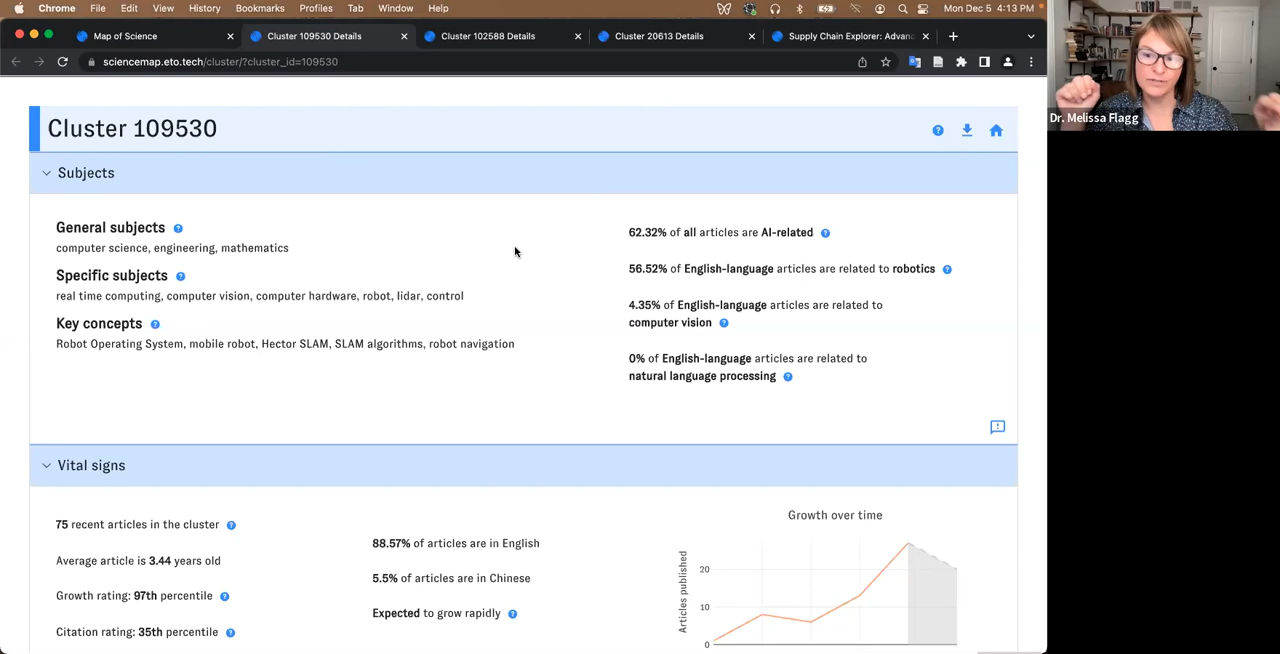 Chrome File Edit View History Bookmarks Profiles Tab Window Help Mon Dec 5 4:13 PM
Map of Science
Cluster 109530 Details
Cluster 102588 Details
Cluster 20613 Details
Supply Chain Explorer: Advanc
sciencemap.eto.tech/cluster/?cluster_id=109530
Dr. Melissa Flagg
Cluster 109530
Subjects
General subjects
computer science, engineering, mathematics
Specific subjects
real time computing, computer vision, computer hardware, robot, lidar, control
Key concepts
Robot Operating System, mobile robot, Hector SLAM, SLAM algorithms, robot navigation
62.32% of all articles are AI-related
56.52% of English-language articles are related to robotics
4.35% of English-language articles are related to
computer vision
0% of English-language articles are related to
natural language processing
Vital signs
75 recent articles in the cluster
Average article is 3.44 years old
Growth rating: 97th percentile
Citation rating: 35th percentile
88.57% of articles are in English
5.5% of articles are in Chinese
Expected to grow rapidly
Growth over time
Articles published
20
10
0